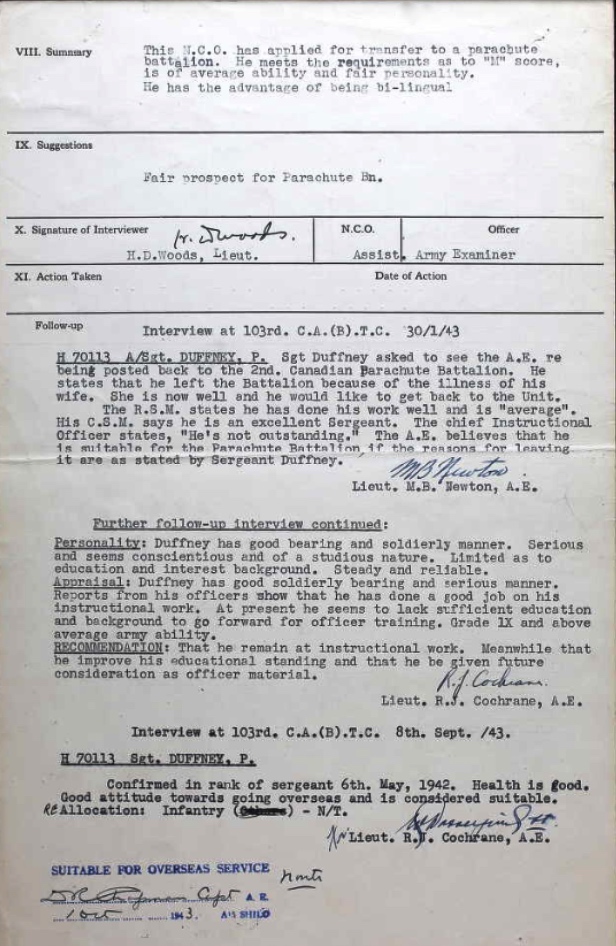 VIII. Summary
This N.C.O. has applied for transfer to a parachute
battalion. He meets the requirements as to "M" score,
is of average ability and fair personality.
He has the advantage of being bi-lingual
IX. Suggestions
Fair prospect for Parachute Bn.
X. Signature of Interviewer
H.D. Woods.
N.C.O.
Officer
H.D.Woods, Lieut.
Assist. Army Examiner
XI. Action Taken
Date of Action
Follow-up
Interview at 103rd. C.A.(B).T.C. 30/1/43
H 70113 A/Sgt. DUFFNEY, P. Sgt Duffney asked to see the A.E. re
being posted back to the 2nd. Canadian Parachute Battalion. He
states that he left the Battalion because of the illness of his
wife. She is now well and he would like to get back to the Unit.
The R.S.M. states he has done his work well and is "average".
His C.S.M. says he is an excellent Sergeant. The chief Instructional
Officer states, "He's not outstanding." The A.E. believes that he
is suitable for the Parachute Battalion if the reasons for leaving
it are as stated by Sergeant Duffney.
M B Newton.
Lieut. M.B. Newton, A.E.
Further follow-up interview continued:
Personality: Duffney has good bearing and soldierly manner. Serious
and seems conscientious and of a studious nature. Limited as to
education and interest background. Steady and reliable.
Appraisal: Duffney has good soldierly bearing and serious manner.
Reports from his officers show that he has done a good job on his
instructional work. At present he seems to lack sufficient education
and background to go forward for officer training. Grade 1X and above
average army ability.
RECOMMENDATION: That he remain at instructional work. Meanwhile that
he improve his educational standing and that he be given future
consideration as officer material.
R.J. Cochrane.
Lieut. R.J. Cochrane, A.E.
Interview at 103rd. C.A.(B).T.C. 8th. Sept. /43.
H 70113 Sgt. DUFFNEY, P.
Confirmed in rank of sergeant 6th. May, 1942. Health is good.
Good attitude towards going overseas and is considered suitable.
Re Allocation: Infantry ( ) - N/T.
Lieut. R.J. Cochrane, A.E.
SUITABLE FOR OVERSEAS SERVICE
Capt A. E.
1 Oct 1943. A15 SHILO